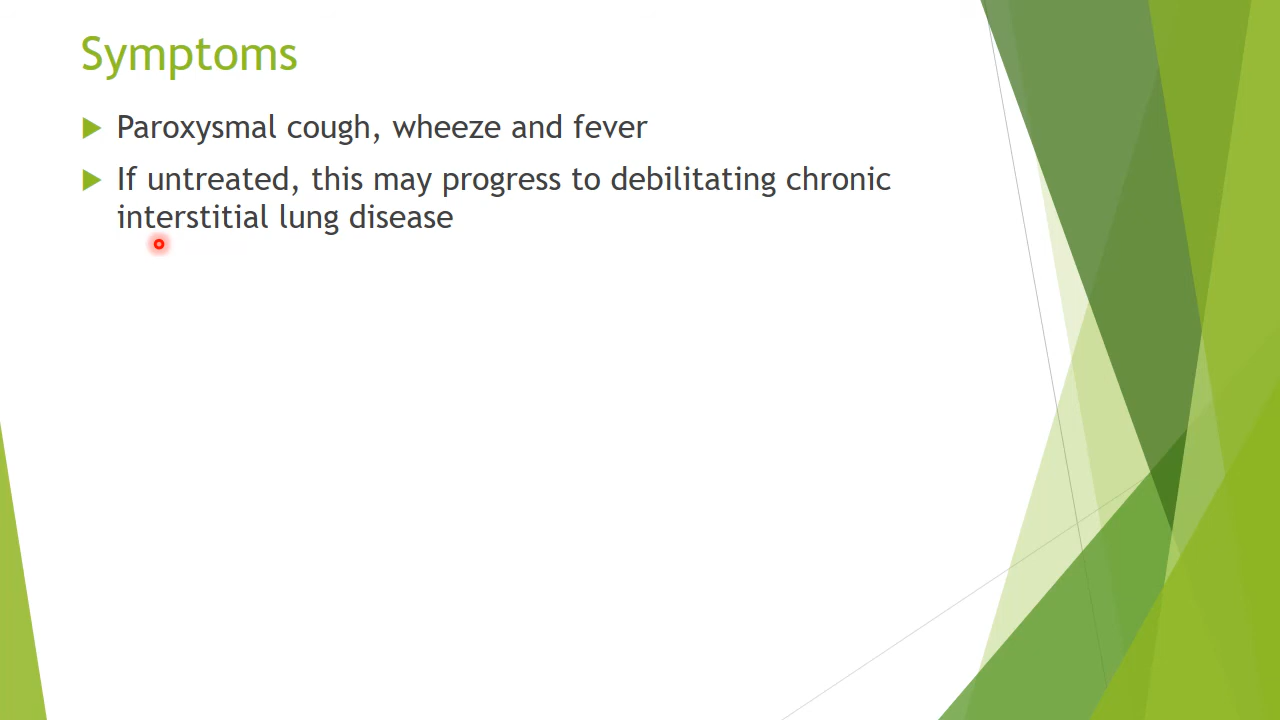 Symptoms
Paroxysmal cough, wheeze and fever
If untreated, this may progress to debilitating chronic
interstitial lung disease